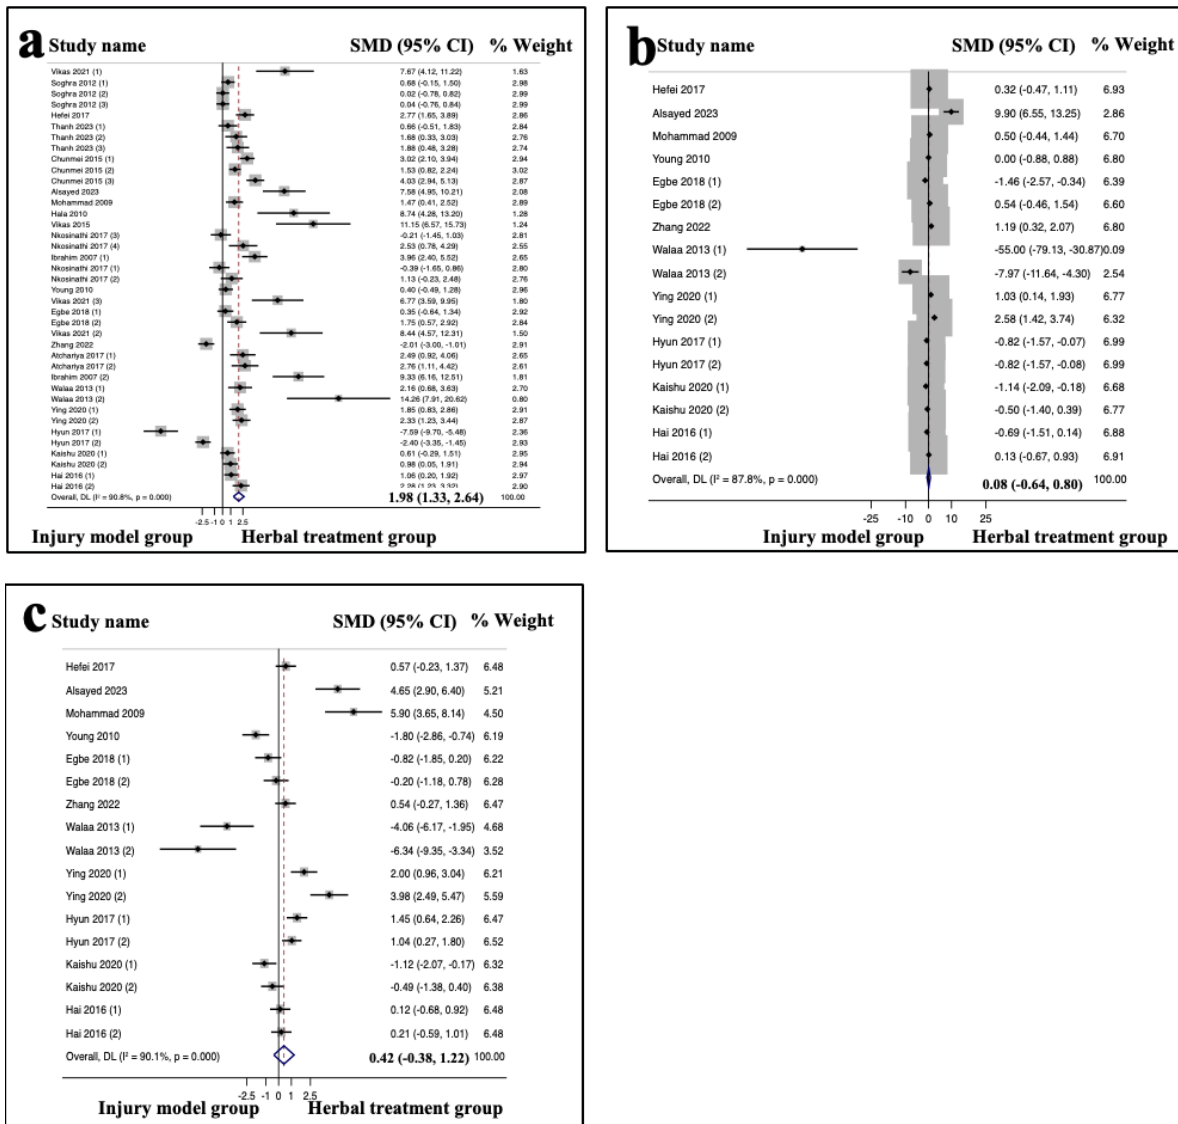 a Study name SMD (95% CI) % Weight
Vikas 2021 (1) 7.67 (4.12, 11.22) 1.63
Soghra 2012 (1) 0.68 (-0.15, 1.50) 2.98
Soghra 2012 (2) 0.02 (-0.78, 0.82) 2.99
Soghra 2012 (3) 0.04 (-0.76, 0.84) 2.99
Hefei 2017 2.77 (1.65, 3.89) 2.86
Thanh 2023 (1) 0.66 (-0.51, 1.83) 2.84
Thanh 2023 (2) 1.68 (0.33, 3.03) 2.76
Thanh 2023 (3) 1.88 (0.48, 3.28) 2.74
Chunmei 2015 (1) 3.02 (2.10, 3.94) 2.94
Chunmei 2015 (2) 1.53 (0.82, 2.24) 3.02
Chunmei 2015 (3) 4.03 (2.94, 5.13) 2.87
Alsayed 2023 7.58 (4.95, 10.21) 2.08
Mohammad 2009 1.47 (0.41, 2.52) 2.89
Hala 2010 8.74 (4.28, 13.20) 1.28
Vikas 2015 11.15 (6.57, 15.73) 1.24
Nkosinathi 2017 (3) -0.21 (-1.45, 1.03) 2.81
Nkosinathi 2017 (4) 2.53 (0.78, 4.29) 2.55
Ibrahim 2007 (1) 3.96 (2.40, 5.52) 2.65
Nkosinathi 2017 (1) -0.39 (-1.65, 0.86) 2.80
Nkosinathi 2017 (2) 1.13 (-0.23, 2.48) 2.76
Young 2010 0.40 (-0.49, 1.28) 2.96
Vikas 2021 (3) 6.77 (3.59, 9.95) 1.80
Egbe 2018 (1) 0.35 (-0.64, 1.34) 2.92
Egbe 2018 (2) 1.75 (0.57, 2.92) 2.84
Vikas 2021 (2) 8.44 (4.57, 12.31) 1.50
Zhang 2022 -2.01 (-3.00, -1.01) 2.91
Atchariya 2017 (1) 2.49 (0.92, 4.06) 2.65
Atchariya 2017 (2) 2.76 (1.11, 4.42) 2.61
Ibrahim 2007 (2) 9.33 (6.16, 12.51) 1.81
Walaa 2013 (1) 2.16 (0.68, 3.63) 2.70
Walaa 2013 (2) 14.26 (7.91, 20.62) 0.80
Ying 2020 (1) 1.85 (0.83, 2.86) 2.91
Ying 2020 (2) 2.33 (1.23, 3.44) 2.87
Hyun 2017 (1) -7.59 (-9.70, -5.48) 2.36
Hyun 2017 (2) -2.40 (-3.35, -1.45) 2.93
Kaishu 2020 (1) 0.61 (-0.29, 1.51) 2.95
Kaishu 2020 (2) 0.98 (0.05, 1.91) 2.94
Hai 2016 (1) 1.06 (0.20, 1.92) 2.97
Hai 2016 (2) 2.28 (1.23, 3.32) 2.90
Overall, DL (I² = 90.8%, p = 0.000) 1.98 (1.33, 2.64) 100.00
-2.5 -1 0 1 2.5
Injury model group Herbal treatment group
b Study name SMD (95% CI) % Weight
Hefei 2017 0.32 (-0.47, 1.11) 6.93
Alsayed 2023 9.90 (6.55, 13.25) 2.86
Mohammad 2009 0.50 (-0.44, 1.44) 6.70
Young 2010 0.00 (-0.88, 0.88) 6.80
Egbe 2018 (1) -1.46 (-2.57, -0.34) 6.39
Egbe 2018 (2) 0.54 (-0.46, 1.54) 6.60
Zhang 2022 1.19 (0.32, 2.07) 6.80
Walaa 2013 (1) -55.00 (-79.13, -30.87)0.09
Walaa 2013 (2) -7.97 (-11.64, -4.30) 2.54
Ying 2020 (1) 1.03 (0.14, 1.93) 6.77
Ying 2020 (2) 2.58 (1.42, 3.74) 6.32
Hyun 2017 (1) -0.82 (-1.57, -0.07) 6.99
Hyun 2017 (2) -0.82 (-1.57, -0.08) 6.99
Kaishu 2020 (1) -1.14 (-2.09, -0.18) 6.68
Kaishu 2020 (2) -0.50 (-1.40, 0.39) 6.77
Hai 2016 (1) -0.69 (-1.51, 0.14) 6.88
Hai 2016 (2) 0.13 (-0.67, 0.93) 6.91
Overall, DL (I² = 87.8%, p = 0.000) 0.08 (-0.64, 0.80) 100.00
-25 -10 0 10 25
Injury model group Herbal treatment group
c Study name SMD (95% CI) % Weight
Hefei 2017 0.57 (-0.23, 1.37) 6.48
Alsayed 2023 4.65 (2.90, 6.40) 5.21
Mohammad 2009 5.90 (3.65, 8.14) 4.50
Young 2010 -1.80 (-2.86, -0.74) 6.19
Egbe 2018 (1) -0.82 (-1.85, 0.20) 6.22
Egbe 2018 (2) -0.20 (-1.18, 0.78) 6.28
Zhang 2022 0.54 (-0.27, 1.36) 6.47
Walaa 2013 (1) -4.06 (-6.17, -1.95) 4.68
Walaa 2013 (2) -6.34 (-9.35, -3.34) 3.52
Ying 2020 (1) 2.00 (0.96, 3.04) 6.21
Ying 2020 (2) 3.98 (2.49, 5.47) 5.59
Hyun 2017 (1) 1.45 (0.64, 2.26) 6.47
Hyun 2017 (2) 1.04 (0.27, 1.80) 6.52
Kaishu 2020 (1) -1.12 (-2.07, -0.17) 6.32
Kaishu 2020 (2) -0.49 (-1.38, 0.40) 6.38
Hai 2016 (1) 0.12 (-0.68, 0.92) 6.48
Hai 2016 (2) 0.21 (-0.59, 1.01) 6.48
Overall, DL (I² = 90.1%, p = 0.000) 0.42 (-0.38, 1.22) 100.00
-2.5 -1 0 1 2.5
Injury model group Herbal treatment group